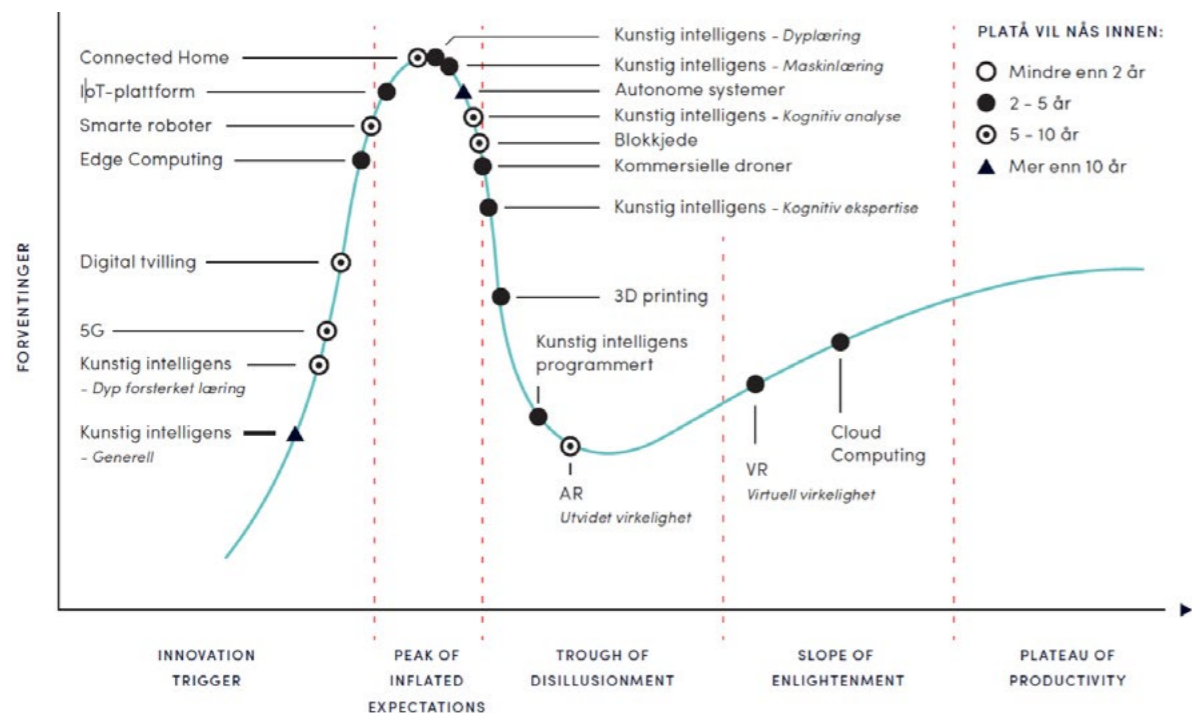 Connected Home
IoT-plattform
Smarte roboter
Edge Computing
Digital tvilling
5G
Kunstig intelligens
- Dyp forsterket læring
Kunstig intelligens
- Generell
Kunstig intelligens - Dyplæring
Kunstig intelligens - Maskinlæring
Autonome systemer
Kunstig intelligens - Kognitiv analyse
Blokkjede
Kommersielle droner
Kunstig intelligens - Kognitiv ekspertise
3D printing
Kunstig intelligens
programmert
AR
Utvidet virkelighet
VR
Virtuell virkelighet
Cloud
Computing
PLATÅ VIL NÅS INNEN:
Mindre enn 2 år
2 - 5 år
5 - 10 år
Mer enn 10 år
FORVENTINGER
INNOVATION
TRIGGER
PEAK OF
INFLATED
EXPECTATIONS
TROUGH OF
DISILLUSIONMENT
SLOPE OF
ENLIGHTENMENT
PLATEAU OF
PRODUCTIVITY